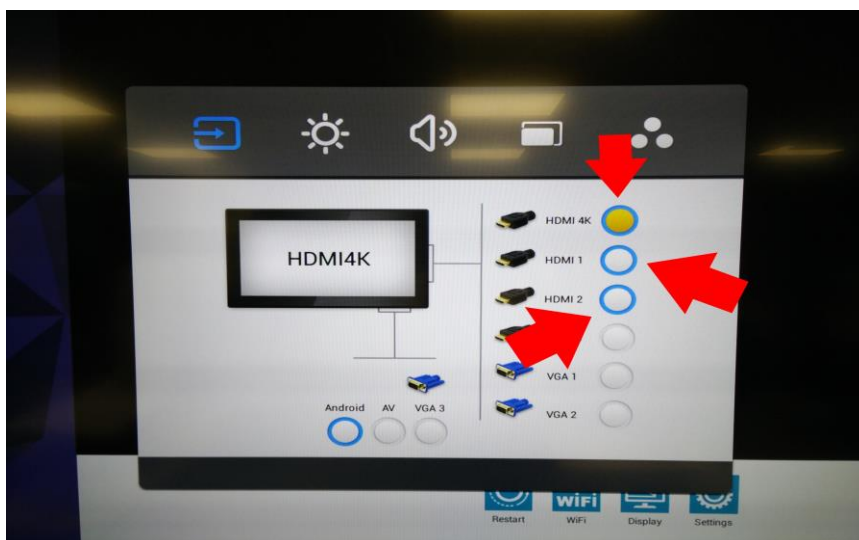 HDMI4K
HDMI 4K
HDMI 1
HDMI 2
VGA 1
VGA 2
Android AV VGA 3
WiFi
Restart WiFi Display Settings